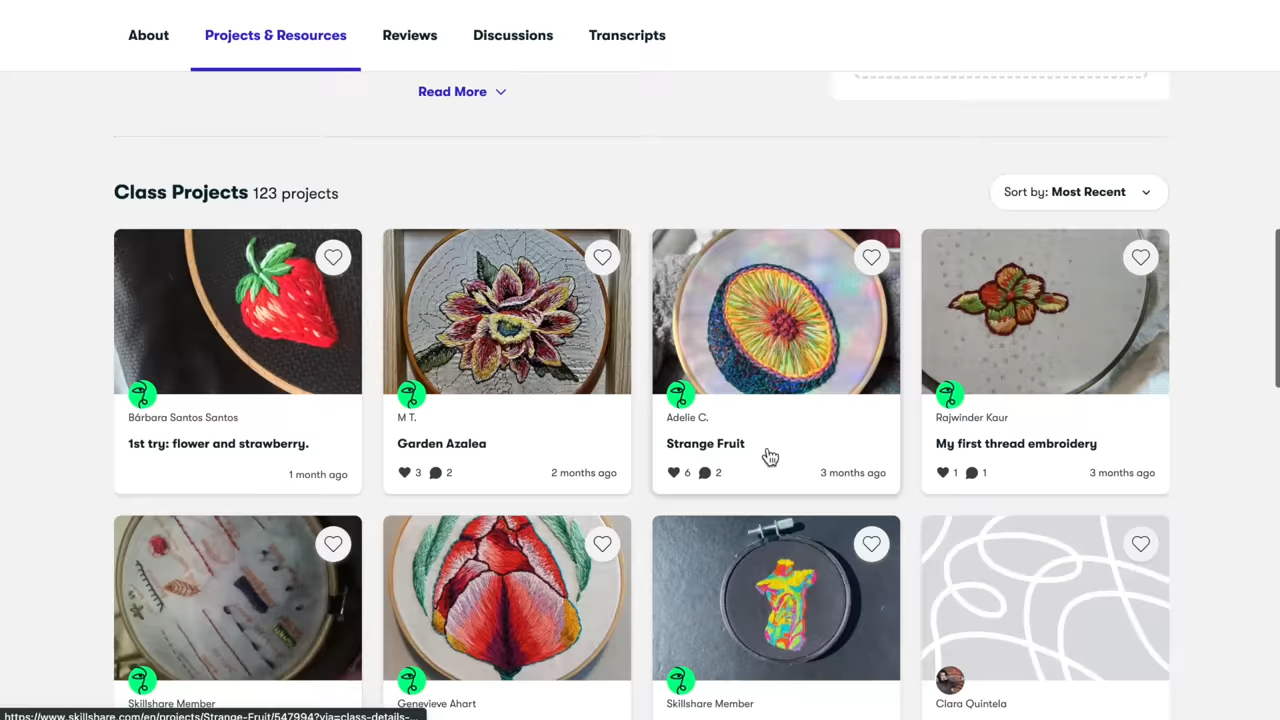 About Projects & Resources Reviews Discussions Transcripts
Read More
Class Projects 123 projects
Sort by: Most Recent
Bárbara Santos Santos
1st try: flower and strawberry.
1 month ago
M T.
Garden Azalea
3 2 2 months ago
Adelie C.
Strange Fruit
6 2 3 months ago
Rajwinder Kaur
My first thread embroidery
1 1 3 months ago
Skillshare Member
Genevieve Ahart
Skillshare Member
Clara Quintela
https://www.skillshare.com/en/projects/Strange-Fruit/547994?via=class-details-...